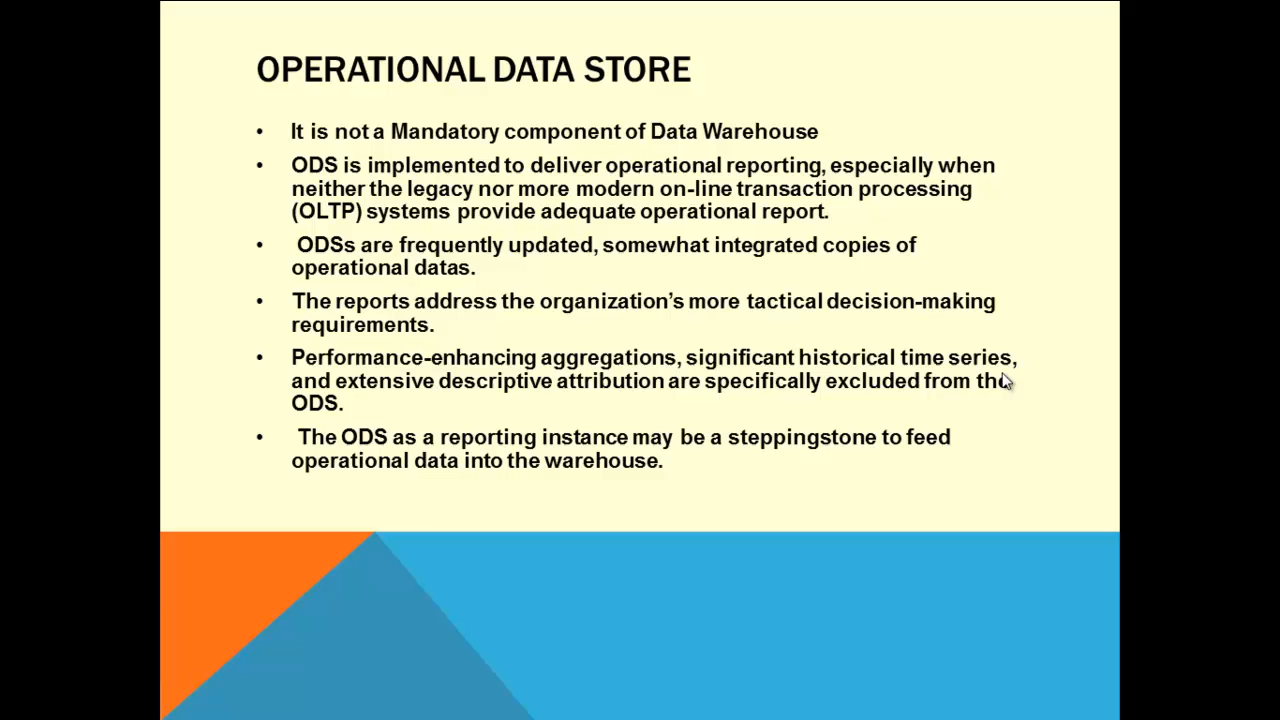 OPERATIONAL DATA STORE
• It is not a Mandatory component of Data Warehouse
• ODS is implemented to deliver operational reporting, especially when
neither the legacy nor more modern on-line transaction processing
(OLTP) systems provide adequate operational report.
• ODSs are frequently updated, somewhat integrated copies of
operational datas.
• The reports address the organization’s more tactical decision-making
requirements.
• Performance-enhancing aggregations, significant historical time series,
and extensive descriptive attribution are specifically excluded from the
ODS.
• The ODS as a reporting instance may be a steppingstone to feed
operational data into the warehouse.